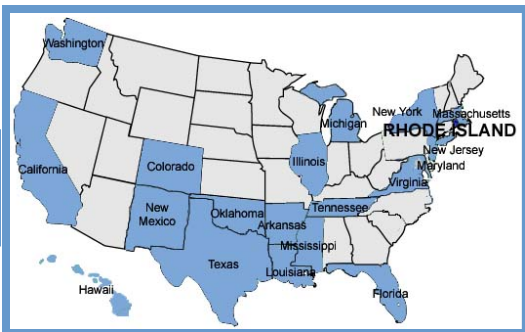 Washington
New York
Massachusetts
Michigan
RHODE ISLAND
New Jersey
Illinois
Maryland
California
Colorado
Virginia
New
Mexico
Oklahoma
Tennessee
Arkansas
Mississippi
Texas
Louisiana
Hawaii
Florida